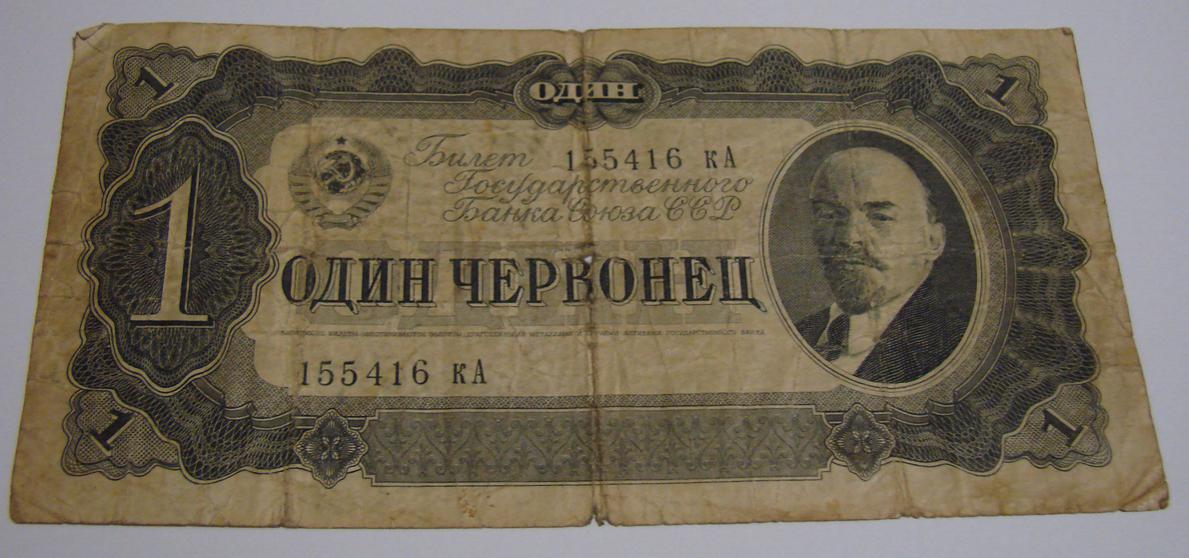 1
ОДИН
1
Билет 155416 кА
Государственного
Банка Союза ССР
1
ОДИН ЧЕРВОНЕЦ
155416 кА
1
1